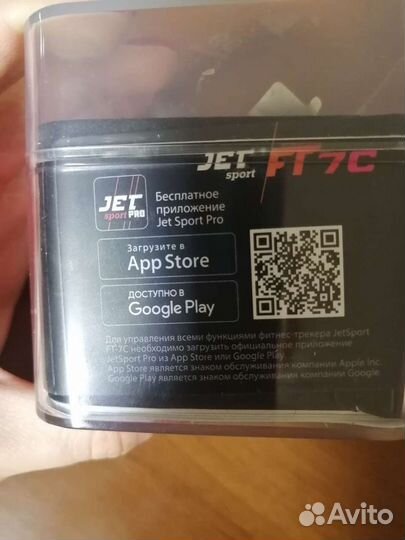 JET
sport
FT 7C
JET
sport PRO
Бесплатное
приложение
Jet Sport Pro
Загрузите в
App Store
ДОСТУПНО В
Google Play
Для управления всеми функциями фитнес-трекера JetSport
FT-7C необходимо загрузить официальное приложение
JetSport Pro из App Store или Google Play.
App Store является знаком обслуживания компании Apple Inc.
Google Play является знаком обслуживания компании Google.
Avito